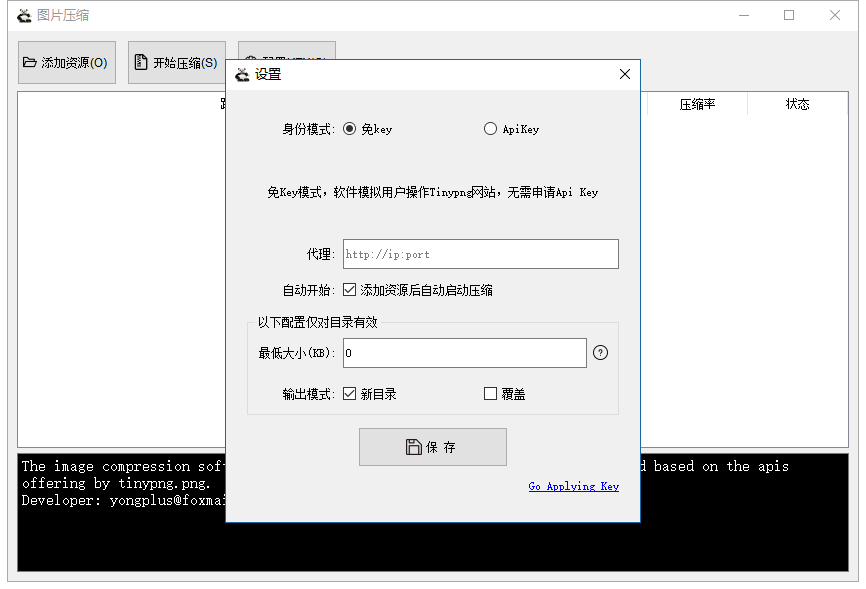 图片压缩
添加资源(O)
开始压缩(S)
设置
压缩率
状态
身份模式:
免key
ApiKey
免Key模式，软件模拟用户操作Tinypng网站，无需申请Api Key
代理:
http://ip:port
自动开始:
添加资源后自动启动压缩
以下配置仅对目录有效
最低大小(KB):
0
输出模式:
新目录
覆盖
保 存
Go Applying Key
The image compression sof
d based on the apis
offering by tinypng.png.
Developer: yongplus@foxmai